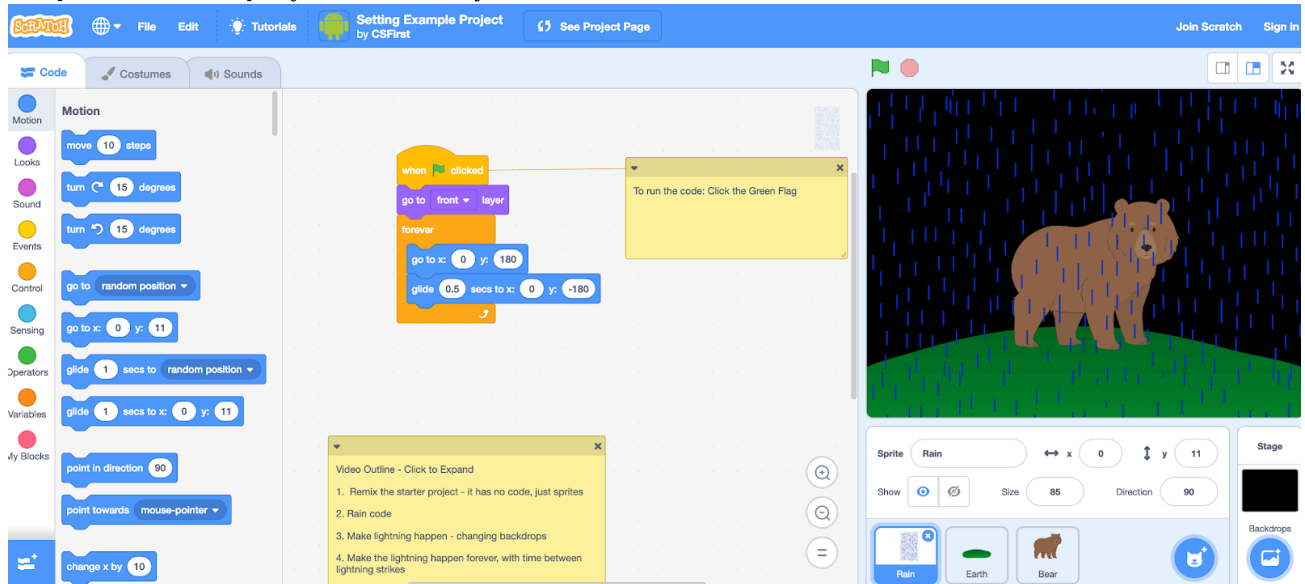 SCRATCH
File
Edit
Tutorials
Setting Example Project
by CSFirst
See Project Page
Join Scratch
Sign in
Code
Costumes
Sounds
Motion
Looks
Sound
Events
Control
Sensing
Operators
Variables
My Blocks
Motion
move 10 steps
turn 15 degrees
turn 15 degrees
go to random position
go to x: 0 y: 11
glide 1 secs to random position
glide 1 secs to x: 0 y: 11
point in direction 90
point towards mouse-pointer
change x by 10
when clicked
go to front layer
forever
go to x: 0 y: 180
glide 0.5 secs to x: 0 y: -180
To run the code: Click the Green Flag
Video Outline - Click to Expand
1. Remix the starter project - it has no code, just sprites
2. Rain code
3. Make lightning happen - changing backdrops
4. Make the lightning happen forever, with time between
lightning strikes
Sprite Rain x 0 y 11
Show Size 85 Direction 90
Rain
Earth
Bear
Stage
Backdrops